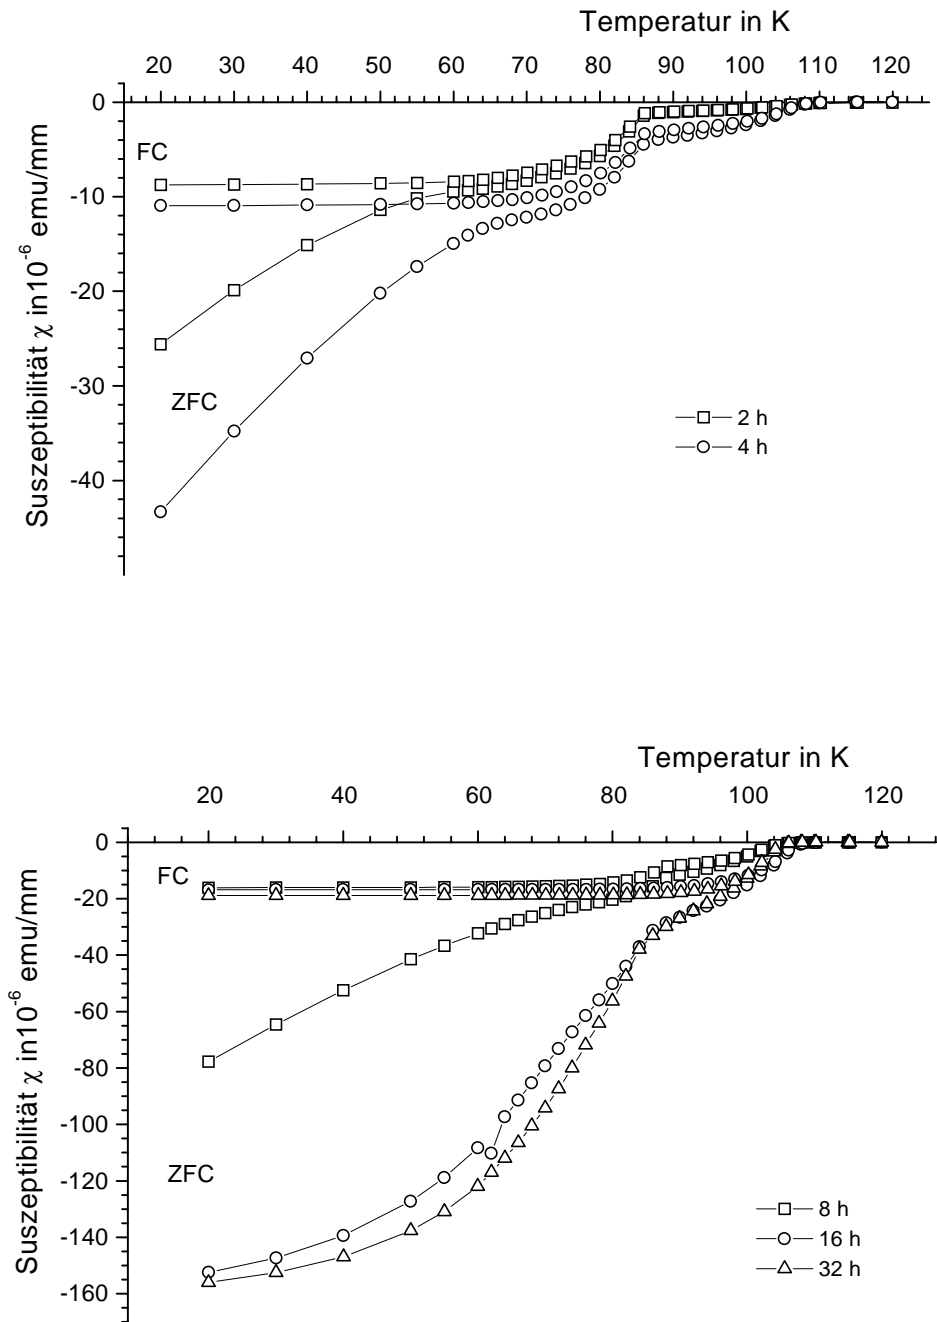 Temperatur in K
20 30 40 50 60 70 80 90 100 110 120
0
FC
-10
-20
-30
ZFC
-40
Suszeptibilität χ in10⁻⁶ emu/mm
2 h
4 h
Temperatur in K
20 40 60 80 100 120
0
FC
-20
-40
-60
-80
-100
-120
ZFC
-140
-160
Suszeptibilität χ in10⁻⁶ emu/mm
8 h
16 h
32 h